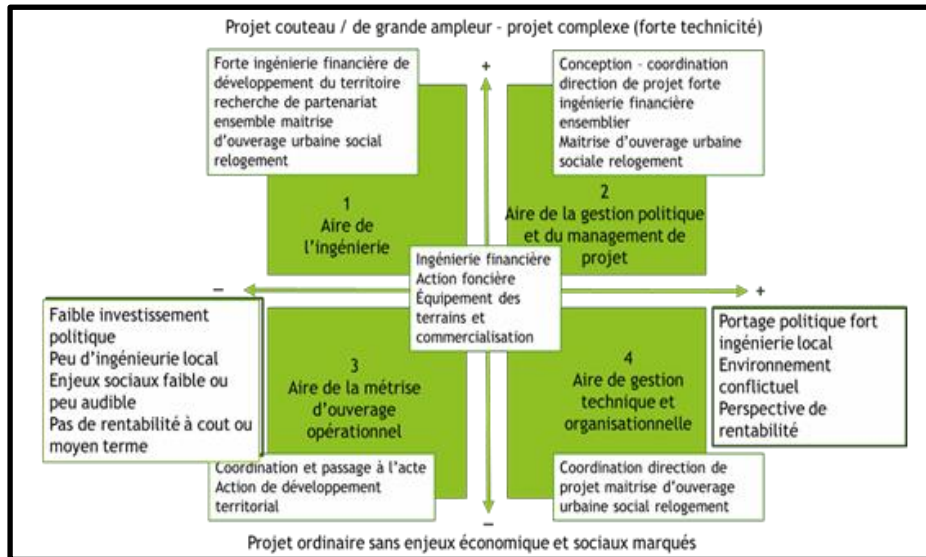 Projet couteau / de grande ampleur - projet complexe (forte technicité)
Forte ingénierie financière de
développement du territoire
recherche de partenariat
ensemble maitrise
d'ouverage urbaine social
relogement
+
Conception - coordination
direction de projet forte
ingénierie financière
ensemblier
Maitrise d'ouvrage urbaine
sociale relogement
1
Aire de
l'ingénierie
2
Aire de la gestion politique
et du management de
projet
Ingénierie financière
Action foncière
Équipement des
terrains et
commercialisation
−
+
Faible investissement
politique
Peu d'ingénieurie local
Enjeux sociaux faible ou
peu audible
Pas de rentabilité à cout ou
moyen terme
3
Aire de la métrise
d'ouvrage
opérationnel
4
Aire de gestion
technique et
organisationnelle
Portage politique fort
ingénierie local
Environnement
conflictuel
Perspective de
rentabilité
Coordination et passage à l'acte
Action de développement
territorial
Coordination direction de
projet maitrise d'ouvrage
urbaine social relogement
−
Projet ordinaire sans enjeux économique et sociaux marqués